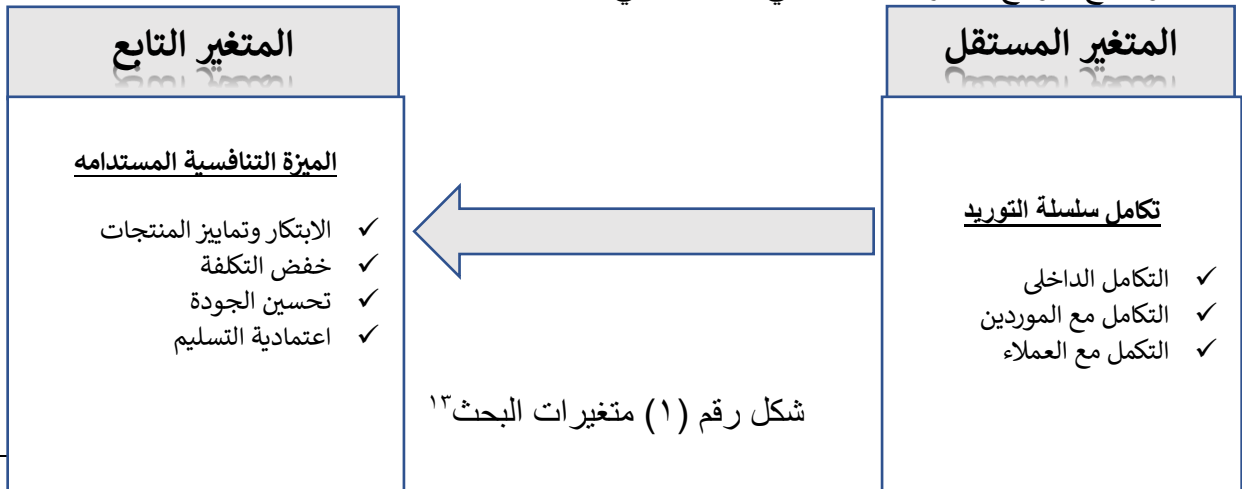 المتغير المستقل
تكامل سلسلة التوريد
✓ التكامل الداخلى
✓ التكامل مع الموردين
✓ التكمل مع العملاء
المتغير التابع
الميزة التنافسية المستدامه
✓ الابتكار وتمايز المنتجات
✓ خفض التكلفة
✓ تحسين الجودة
✓ اعتمادية التسليم
شكل رقم (١) متغيرات البحث١٣